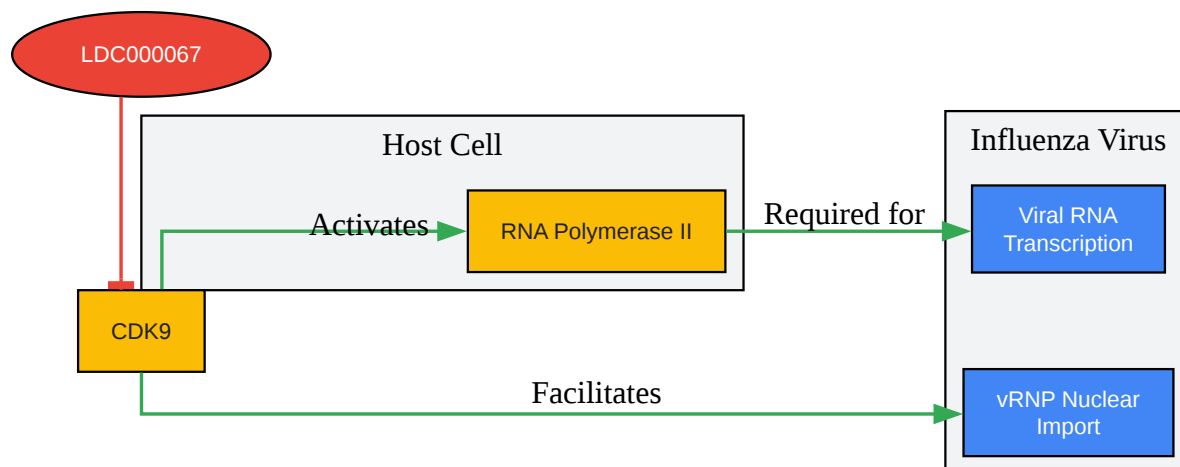 LDC000067
Host Cell
Influenza Virus
Activates
RNA Polymerase II
Required for
Viral RNA
Transcription
CDK9
Facilitates
vRNP Nuclear
Import